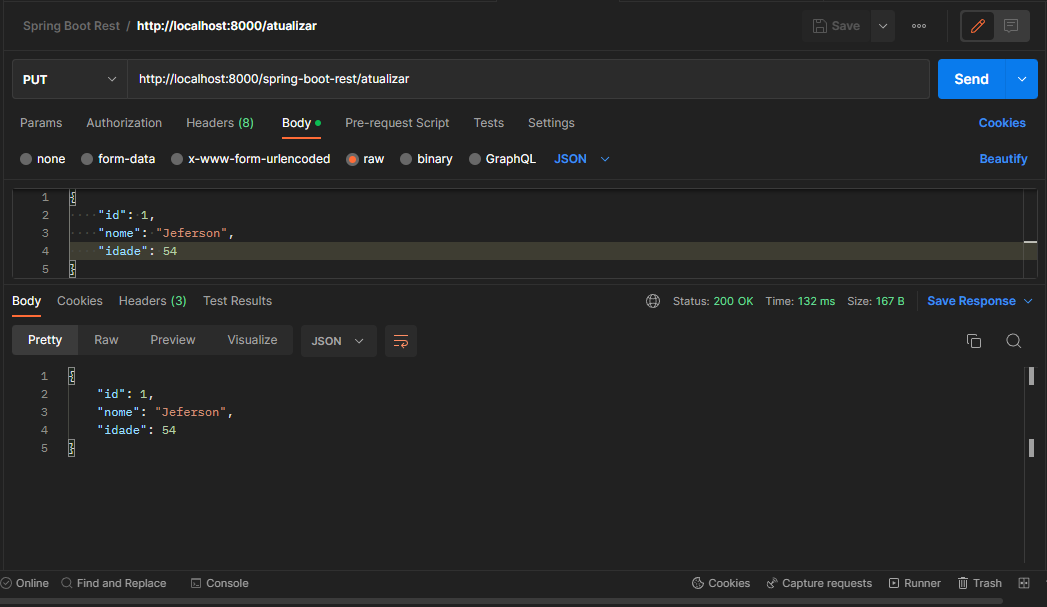 Spring Boot Rest / http://localhost:8000/atualizar
Save
PUT http://localhost:8000/spring-boot-rest/atualizar Send
Params Authorization Headers (8) Body Pre-request Script Tests Settings Cookies
none form-data x-www-form-urlencoded raw binary GraphQL JSON Beautify
1 {
2 "id": 1,
3 "nome": "Jeferson",
4 "idade": 54
5 }
Body Cookies Headers (3) Test Results Status: 200 OK Time: 132 ms Size: 167 B Save Response
Pretty Raw Preview Visualize JSON
1 {
2 "id": 1,
3 "nome": "Jeferson",
4 "idade": 54
5 }
Online Find and Replace Console Cookies Capture requests Runner Trash